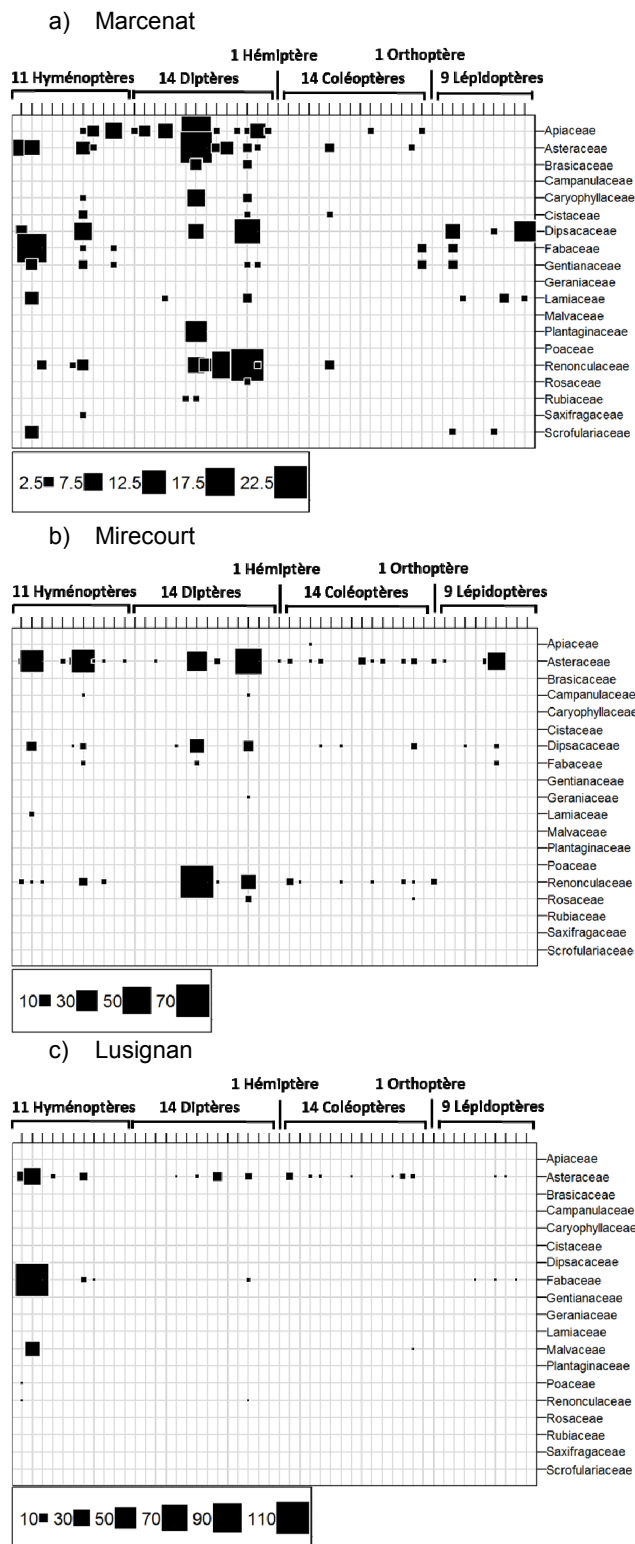 a) Marcenat
1 Hémiptère 1 Orthoptère
11 Hyménoptères 14 Diptères 14 Coléoptères 9 Lépidoptères
Apiaceae
Asteraceae
Brasicaceae
Campanulaceae
Caryophyllaceae
Cistaceae
Dipsacaceae
Fabaceae
Gentianaceae
Geraniaceae
Lamiaceae
Malvaceae
Plantaginaceae
Poaceae
Renonculaceae
Rosaceae
Rubiaceae
Saxifragaceae
Scrofulariaceae
2.5 7.5 12.5 17.5 22.5
b) Mirecourt
1 Hémiptère 1 Orthoptère
11 Hyménoptères 14 Diptères 14 Coléoptères 9 Lépidoptères
Apiaceae
Asteraceae
Brasicaceae
Campanulaceae
Caryophyllaceae
Cistaceae
Dipsacaceae
Fabaceae
Gentianaceae
Geraniaceae
Lamiaceae
Malvaceae
Plantaginaceae
Poaceae
Renonculaceae
Rosaceae
Rubiaceae
Saxifragaceae
Scrofulariaceae
10 30 50 70
c) Lusignan
1 Hémiptère 1 Orthoptère
11 Hyménoptères 14 Diptères 14 Coléoptères 9 Lépidoptères
Apiaceae
Asteraceae
Brasicaceae
Campanulaceae
Caryophyllaceae
Cistaceae
Dipsacaceae
Fabaceae
Gentianaceae
Geraniaceae
Lamiaceae
Malvaceae
Plantaginaceae
Poaceae
Renonculaceae
Rosaceae
Rubiaceae
Saxifragaceae
Scrofulariaceae
10 30 50 70 90 110